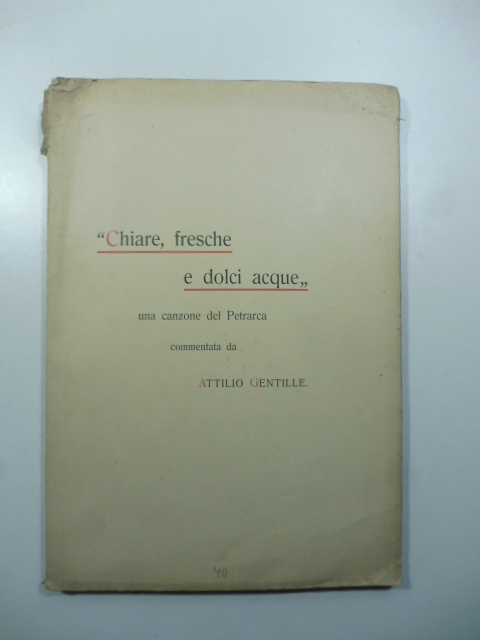 “Chiare, fresche
e dolci acque„
una canzone del Petrarca
commentata da
ATTILIO GENTILLE.
40